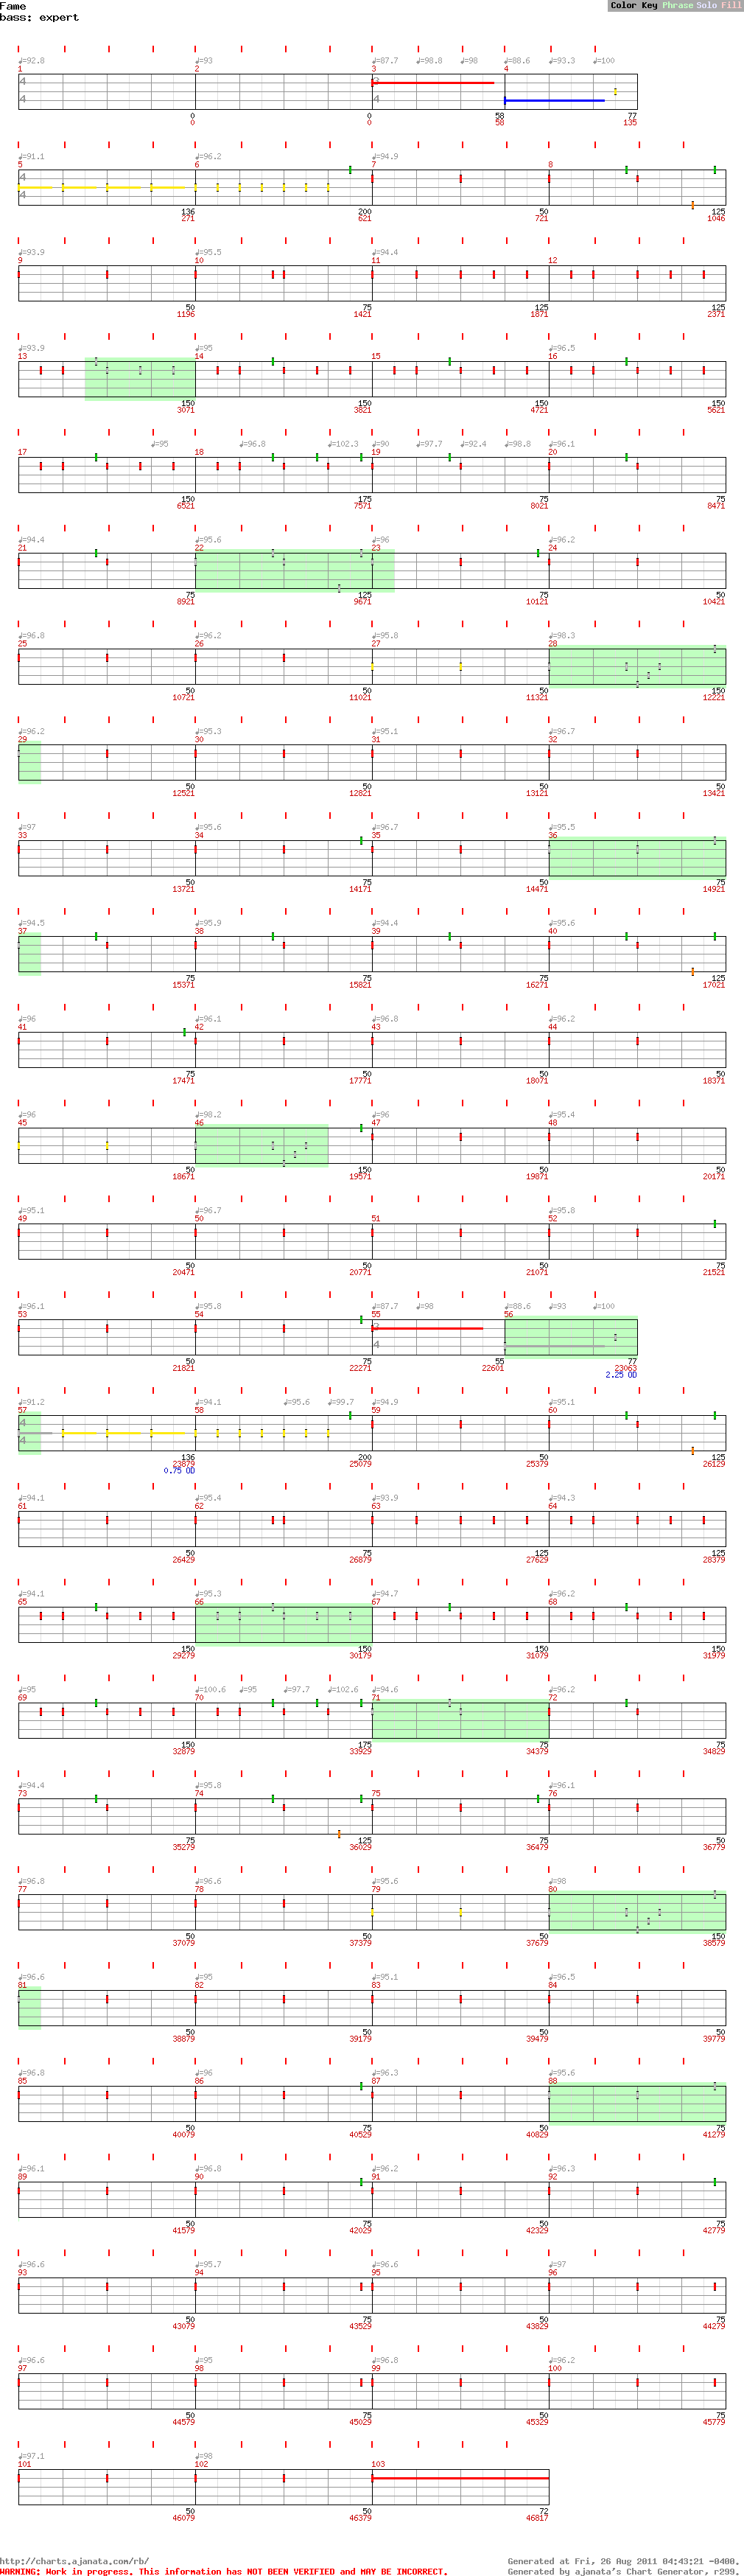 Fame
bass: expert
Color Key Phrase Solo Fill
♩=92.8 ♩=93 ♩=87.7 ♩=98.8 ♩=98 ♩=88.6 ♩=93.3 ♩=100
1 2 3 4
4 3
4 4
0 0 58 77
0 0 58 135
♩=91.1 ♩=96.2 ♩=94.9
5 6 7 8
4
4
136 200 50 125
271 621 721 1046
♩=93.9 ♩=95.5 ♩=94.4
9 10 11 12
50 75 125 125
1196 1421 1871 2371
♩=93.9 ♩=95 ♩=96.5
13 14 15 16
150 150 150 150
3071 3821 4721 5621
♩=95 ♩=96.8 ♩=102.3 ♩=90 ♩=97.7 ♩=92.4 ♩=98.8 ♩=96.1
17 18 19 20
150 175 75 75
6521 7571 8021 8471
♩=94.4 ♩=95.6 ♩=96 ♩=96.2
21 22 23 24
75 125 75 50
8921 9671 10121 10421
♩=96.8 ♩=96.2 ♩=95.8 ♩=98.3
25 26 27 28
50 50 50 150
10721 11021 11321 12221
♩=96.2 ♩=95.3 ♩=95.1 ♩=96.7
29 30 31 32
50 50 50 50
12521 12821 13121 13421
♩=97 ♩=95.6 ♩=96.7 ♩=95.5
33 34 35 36
50 75 50 75
13721 14171 14471 14921
♩=94.5 ♩=95.9 ♩=94.4 ♩=95.6
37 38 39 40
75 75 75 125
15371 15821 16271 17021
♩=96 ♩=96.1 ♩=96.8 ♩=96.2
41 42 43 44
75 50 50 50
17471 17771 18071 18371
♩=96 ♩=98.2 ♩=96 ♩=95.4
45 46 47 48
50 150 50 50
18671 19571 19871 20171
♩=95.1 ♩=96.7 ♩=95.8
49 50 51 52
50 50 50 75
20471 20771 21071 21521
♩=96.1 ♩=95.8 ♩=87.7 ♩=98 ♩=88.6 ♩=93 ♩=100
53 54 55 56
3
4
50 75 55 77
21821 22271 22601 23063
2.25 OD
♩=91.2 ♩=94.1 ♩=95.6 ♩=99.7 ♩=94.9 ♩=95.1
57 58 59 60
4
4
136 200 50 125
23879 25079 25379 26129
0.75 OD
♩=94.1 ♩=95.4 ♩=93.9 ♩=94.3
61 62 63 64
50 75 125 125
26429 26879 27629 28379
♩=94.1 ♩=95.3 ♩=94.7 ♩=96.2
65 66 67 68
150 150 150 150
29279 30179 31079 31979
♩=95 ♩=100.6 ♩=95 ♩=97.7 ♩=102.6 ♩=94.6 ♩=96.2
69 70 71 72
150 175 75 75
32879 33929 34379 34829
♩=94.4 ♩=95.8 ♩=96.1
73 74 75 76
75 125 75 50
35279 36029 36479 36779
♩=96.8 ♩=96.6 ♩=95.6 ♩=98
77 78 79 80
50 50 50 150
37079 37379 37679 38579
♩=96.6 ♩=95 ♩=95.1 ♩=96.5
81 82 83 84
50 50 50 50
38879 39179 39479 39779
♩=96.8 ♩=96 ♩=96.3 ♩=95.6
85 86 87 88
50 75 50 75
40079 40529 40829 41279
♩=96.1 ♩=96.8 ♩=96.2 ♩=96.3
89 90 91 92
50 75 50 75
41579 42029 42329 42779
♩=96.6 ♩=95.7 ♩=96.6 ♩=97
93 94 95 96
50 75 50 75
43079 43529 43829 44279
♩=96.6 ♩=95 ♩=96.8 ♩=96.2
97 98 99 100
50 75 50 75
44579 45029 45329 45779
♩=97.1 ♩=98
101 102 103
50 50 72
46079 46379 46817
http://charts.ajanata.com/rb/ Generated at Fri, 26 Aug 2011 04:43:21 -0400.
WARNING: Work in progress. This information has NOT BEEN VERIFIED and MAY BE INCORRECT. Generated by ajanata's Chart Generator, r299.